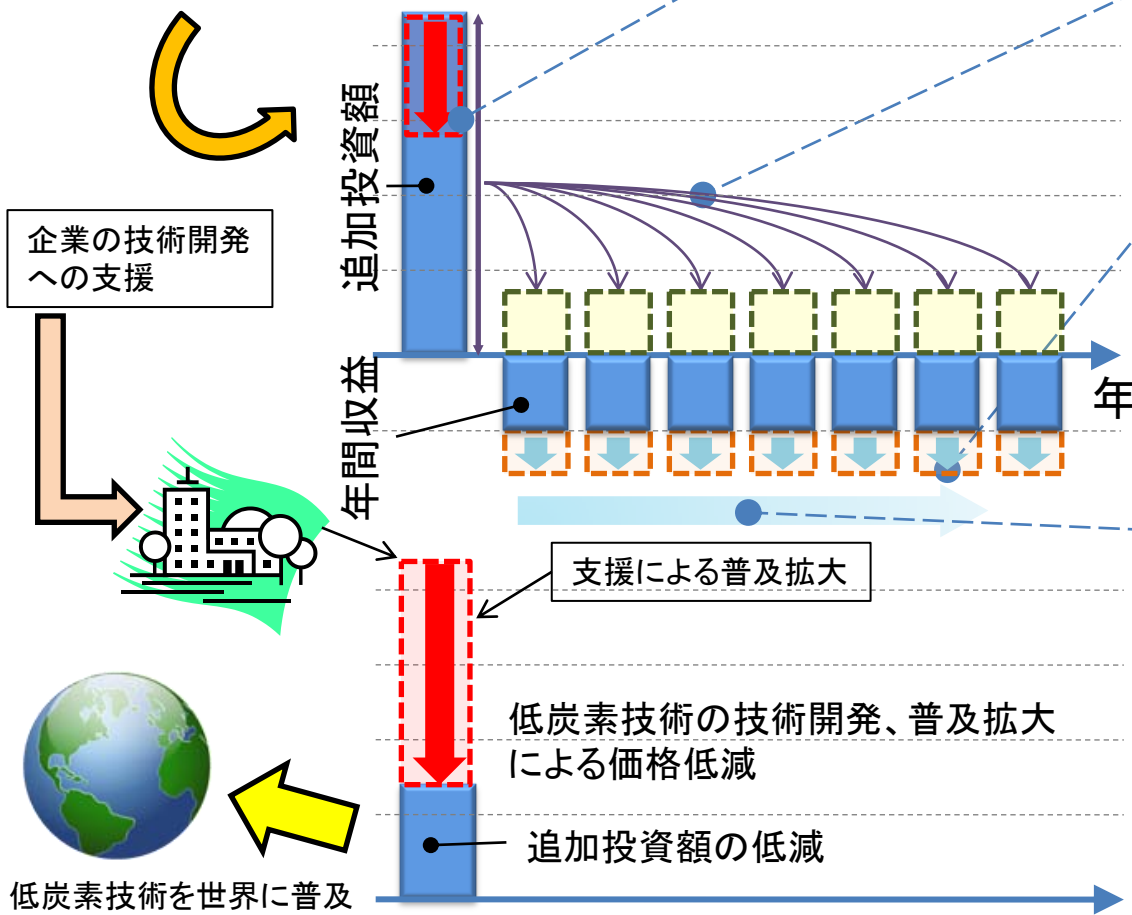 追加投資額
企業の技術開発
への支援
年間収益
年
支援による普及拡大
低炭素技術の技術開発、普及拡大
による価格低減
追加投資額の低減
低炭素技術を世界に普及